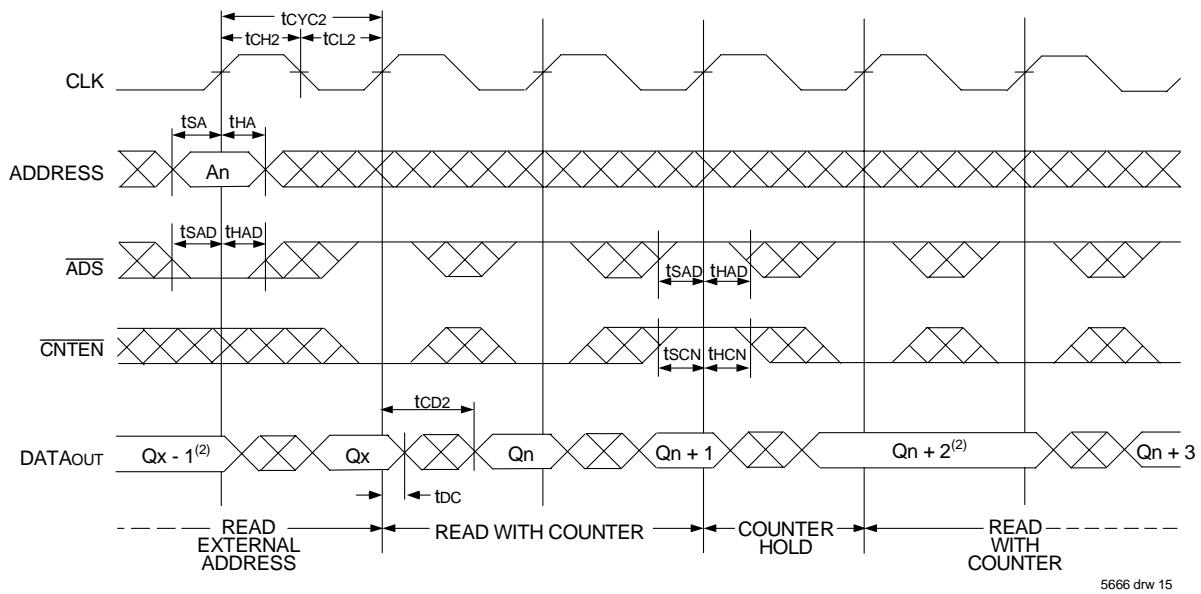 tCYC2
tCH2 tCL2
CLK
tSA tHA
ADDRESS An
tSAD tHAD
ADS
tSAD tHAD
CNTEN
tSCN tHCN
tCD2
DATAOUT Qx - 1(2) Qx Qn Qn + 1 Qn + 2(2) Qn + 3
tDC
READ EXTERNAL ADDRESS
READ WITH COUNTER
COUNTER HOLD
READ WITH COUNTER
5666 drw 15